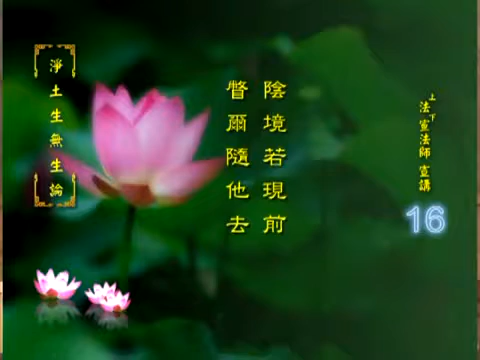 上法下宣法師 宣講
16
陰境若現前
瞥爾隨他去
淨土生無生論